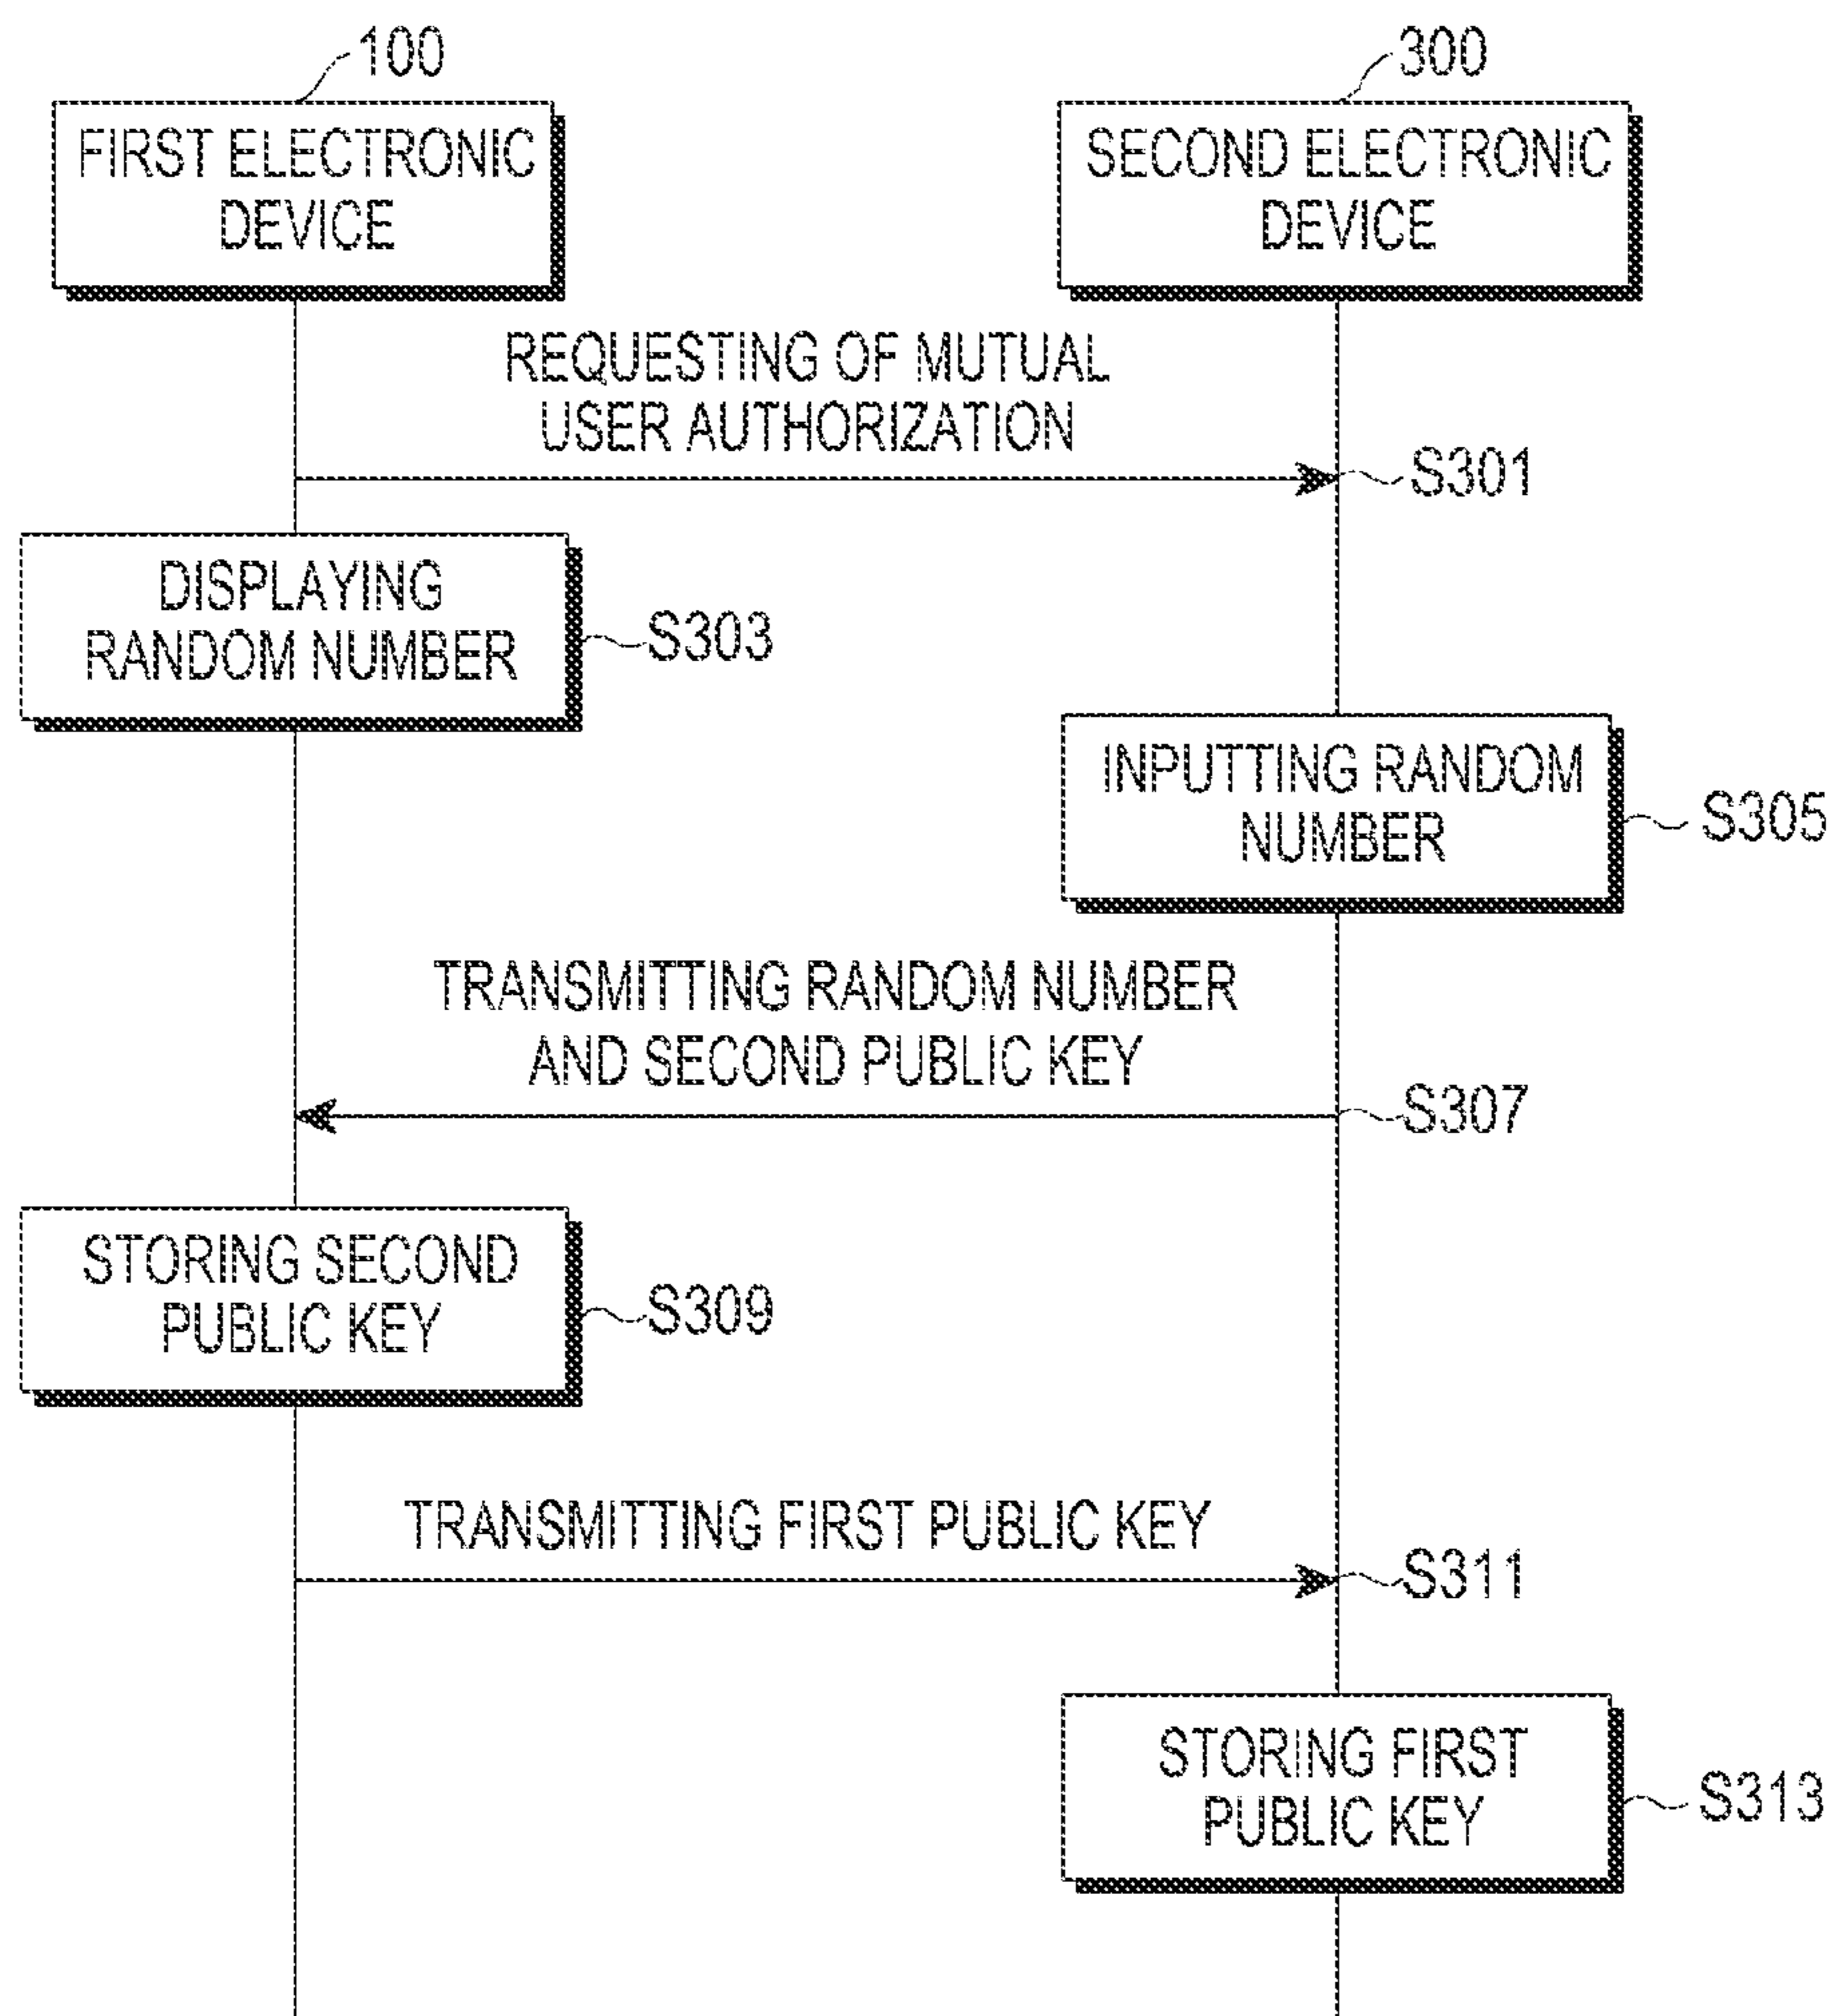 100
300
FIRST ELECTRONIC
DEVICE
SECOND ELECTRONIC
DEVICE
REQUESTING OF MUTUAL
USER AUTHORIZATION
S301
DISPLAYING
RANDOM NUMBER
S303
INPUTTING RANDOM
NUMBER
S305
TRANSMITTING RANDOM NUMBER
AND SECOND PUBLIC KEY
S307
STORING SECOND
PUBLIC KEY
S309
TRANSMITTING FIRST PUBLIC KEY
S311
STORING FIRST
PUBLIC KEY
S313